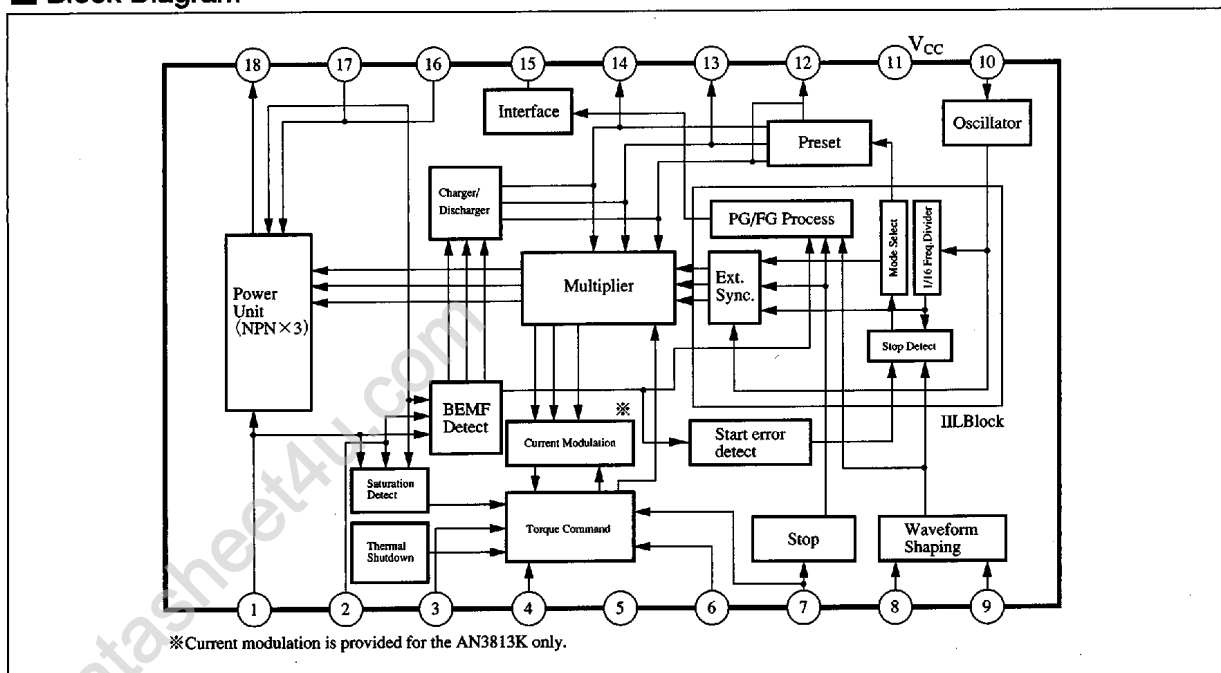 Block Diagram
V_CC
18
17
16
15
14
13
12
11
10
Interface
Oscillator
Preset
Charger/
Discharger
PG/FG Process
Mode Select
1/16 Freq.Divider
Power
Unit
(NPN×3)
Multiplier
Ext.
Sync.
Stop Detect
BEMF
Detect
※
Current Modulation
Start error
detect
IILBlock
Saturation
Detect
Torque Command
Thermal
Shutdown
Stop
Waveform
Shaping
1
2
3
4
5
6
7
8
9
※Current modulation is provided for the AN3813K only.
atasheet4u.com